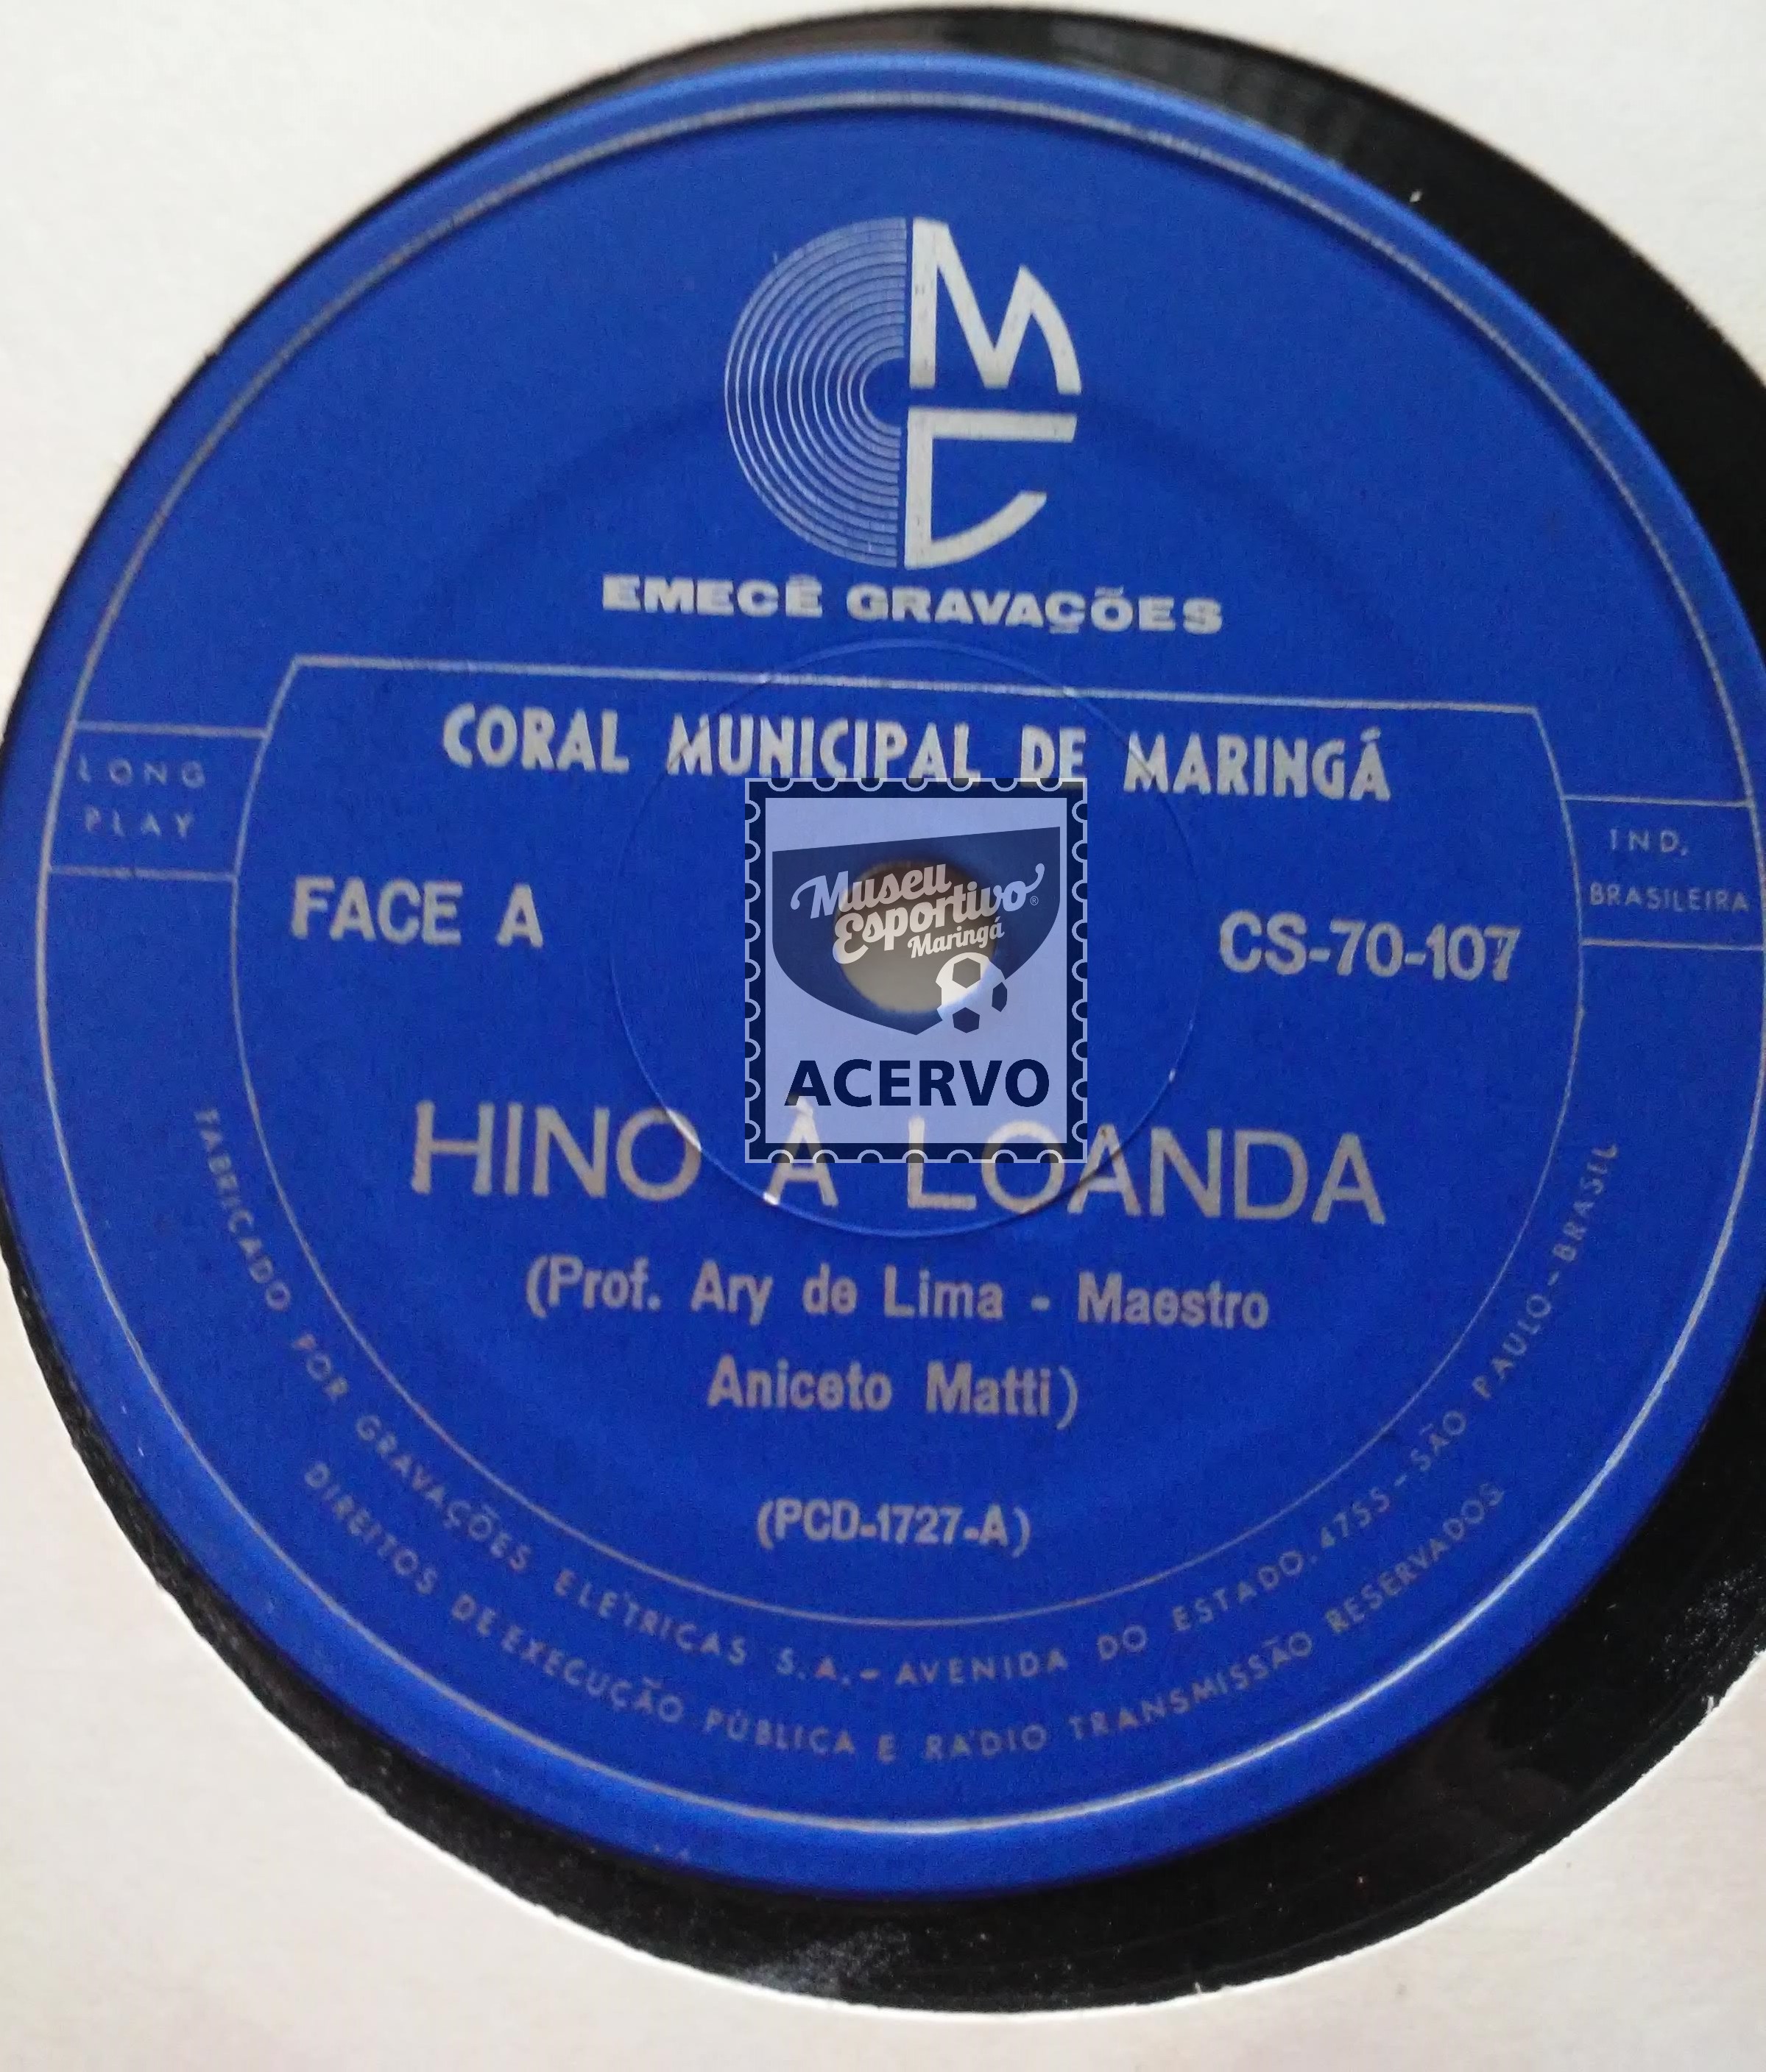 MC
EMECÊ GRAVAÇÕES
CORAL MUNICIPAL DE MARINGÁ
LONG
PLAY
IND.
BRASILEIRA
FACE A
CS-70-107
Museu
Esportivo®
Maringá
ACERVO
HINO À LOANDA
(Prof. Ary de Lima - Maestro
Aniceto Matti)
(PCD-1727-A)
FABRICADO POR GRAVAÇÕES ELÉTRICAS S.A. - AVENIDA DO ESTADO, 4755 - SÃO PAULO - BRASIL
DIREITOS DE EXECUÇÃO PÚBLICA E RÁDIO TRANSMISSÃO RESERVADOS